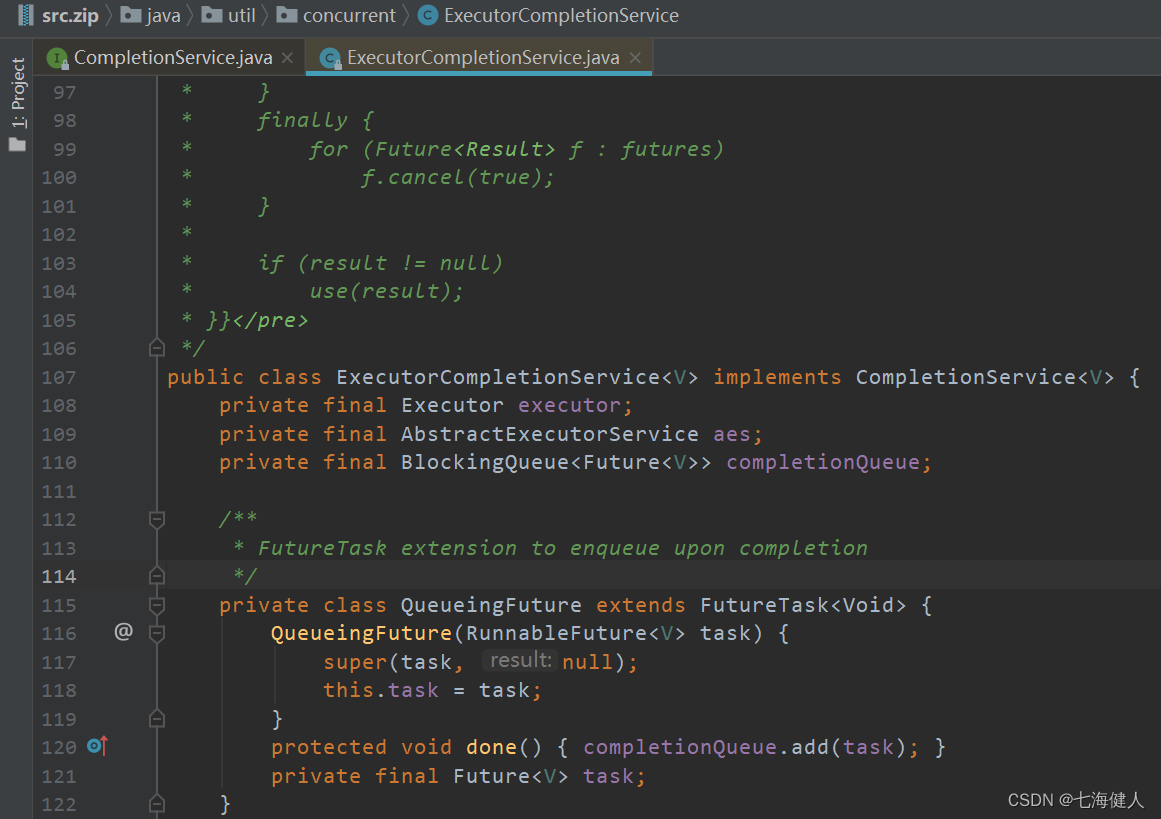 src.zip java util concurrent C ExecutorCompletionService
1: Project
I CompletionService.java × C ExecutorCompletionService.java ×
97 *     }
98 *     finally {
99 *         for (Future<Result> f : futures)
100 *             f.cancel(true);
101 *     }
102 *
103 *     if (result != null)
104 *         use(result);
105 * }}</pre>
106 */
107 public class ExecutorCompletionService<V> implements CompletionService<V> {
108     private final Executor executor;
109     private final AbstractExecutorService aes;
110     private final BlockingQueue<Future<V>> completionQueue;
111
112     /**
113      * FutureTask extension to enqueue upon completion
114      */
115     private class QueueingFuture extends FutureTask<Void> {
116 @         QueueingFuture(RunnableFuture<V> task) {
117             super(task, result: null);
118             this.task = task;
119         }
120         protected void done() { completionQueue.add(task); }
121         private final Future<V> task;
122     }
CSDN @七海健人